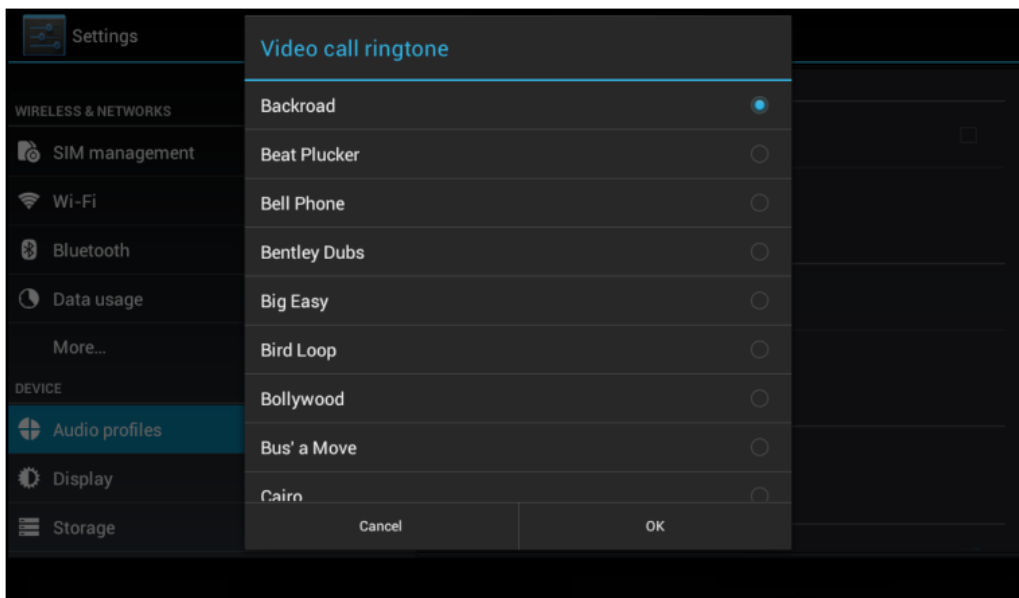 Settings
WIRELESS & NETWORKS
SIM management
Wi-Fi
Bluetooth
Data usage
More...
DEVICE
Audio profiles
Display
Storage
Video call ringtone
Backroad
Beat Plucker
Bell Phone
Bentley Dubs
Big Easy
Bird Loop
Bollywood
Bus' a Move
Cairo
Cancel
OK